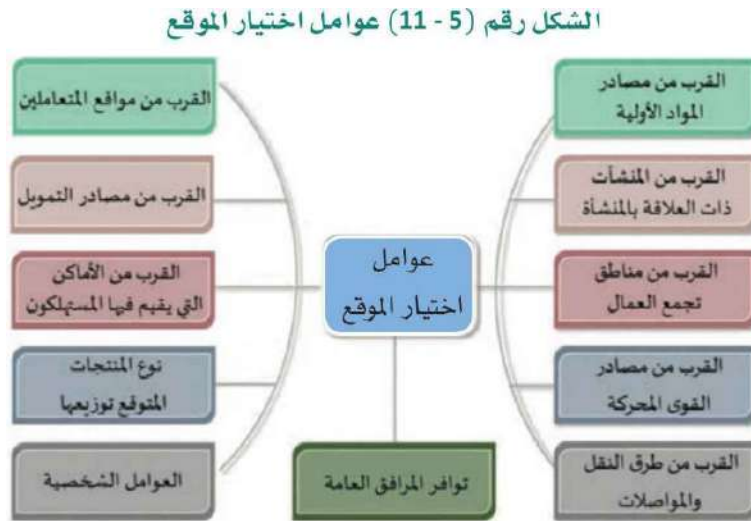 الشكل رقم (5 - 11) عوامل اختيار الموقع
القرب من مصادر
المواد الأولية
القرب من المنشآت
ذات العلاقة بالمنشأة
القرب من مناطق
تجمع العمال
القرب من مصادر
القوى المحركة
القرب من طرق النقل
والمواصلات
عوامل
اختيار الموقع
توافر المرافق العامة
القرب من مواقع المتعاملين
القرب من مصادر التمويل
القرب من الأماكن
التي يقيم فيها المستهلكون
نوع المنتجات
المتوقع توزيعها
العوامل الشخصية